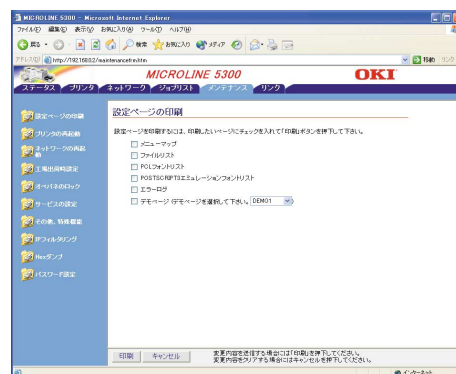 MICROLINE 5300 - Microsoft Internet Explorer
ファイル(F) 編集(E) 表示(V) お気に入り(A) ツール(T) ヘルプ(H)
戻る 検索 お気に入り メディア
アドレス(D) http://192.168.0.2/maintenancefre.htm 移動 リンク
MICROLINE 5300 OKI
ステータス プリンタ ネットワーク ジョブリスト メンテナンス リンク
設定ページの印刷
プリンタの再起動
ネットワークの再起動
工場出荷時設定
オペパネのロック
サービスの設定
その他、特殊機能
IPフィルタリング
Hexダンプ
パスワード設定
設定ページの印刷
設定ページを印刷するには、印刷したいページにチェックを入れて「印刷」ボタンを押下して下さい。
メニューマップ
ファイルリスト
PCLフォントリスト
POSTSCRIPT3エミュレーションフォントリスト
エラーログ
デモページ (デモページを選択して下さい。 DEMO1
印刷 キャンセル
変更内容を送信する場合には「印刷」を押下してください。
変更内容をクリアする場合にはキャンセルを押下してください。
インターネット